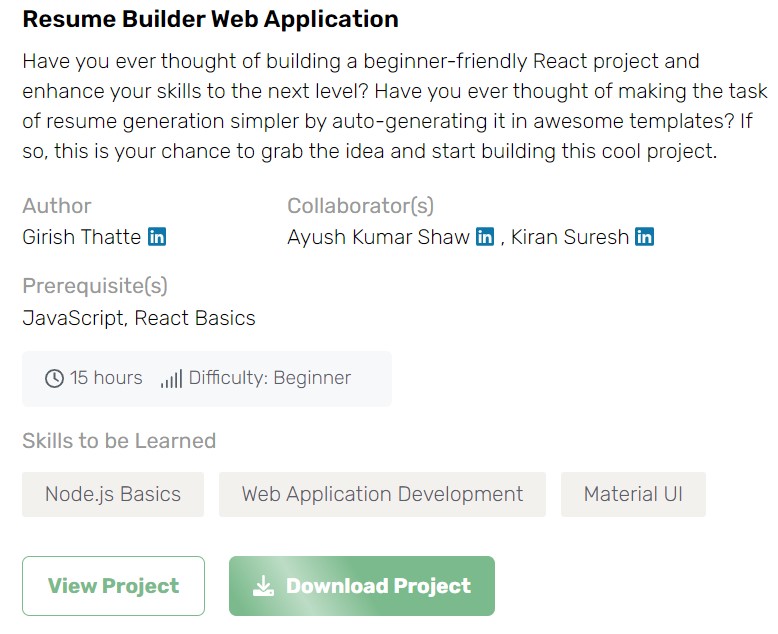 Resume Builder Web Application
Have you ever thought of building a beginner-friendly React project and
enhance your skills to the next level? Have you ever thought of making the task
of resume generation simpler by auto-generating it in awesome templates? If
so, this is your chance to grab the idea and start building this cool project.
Author Collaborator(s)
Girish Thatte in Ayush Kumar Shaw in , Kiran Suresh in
Prerequisite(s)
JavaScript, React Basics
15 hours Difficulty: Beginner
Skills to be Learned
Node.js Basics Web Application Development Material UI
View Project Download Project